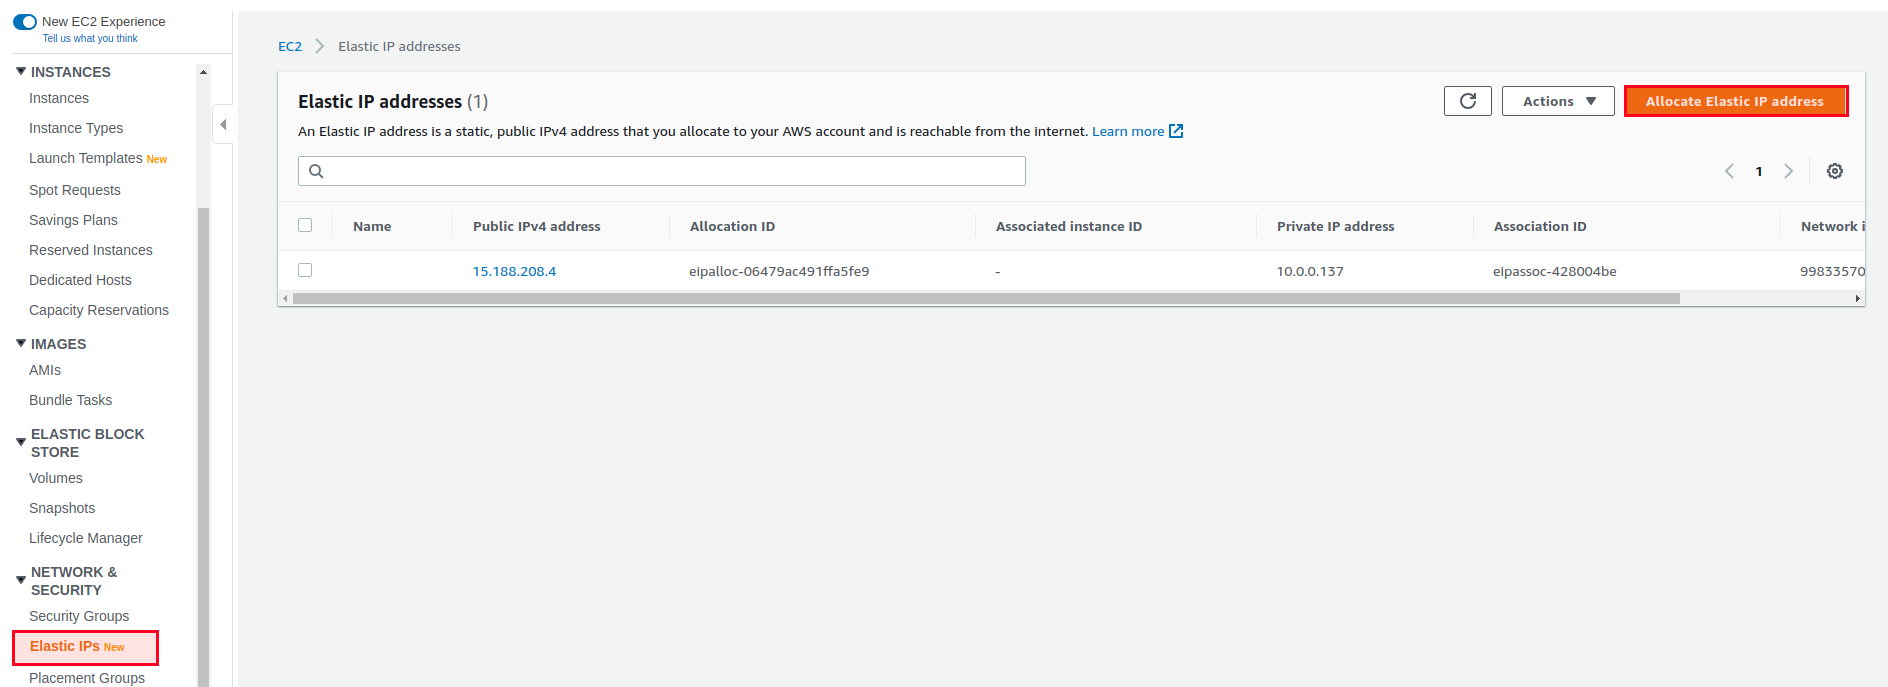 New EC2 Experience
Tell us what you think
INSTANCES
Instances
Instance Types
Launch Templates New
Spot Requests
Savings Plans
Reserved Instances
Dedicated Hosts
Capacity Reservations
IMAGES
AMIs
Bundle Tasks
ELASTIC BLOCK
STORE
Volumes
Snapshots
Lifecycle Manager
NETWORK &
SECURITY
Security Groups
Elastic IPs New
Placement Groups
EC2 Elastic IP addresses
Elastic IP addresses (1)
Actions
Allocate Elastic IP address
An Elastic IP address is a static, public IPv4 address that you allocate to your AWS account and is reachable from the internet. Learn more
1
Name Public IPv4 address Allocation ID Associated instance ID Private IP address Association ID Network i
15.188.208.4 eipalloc-06479ac491ffa5fe9 - 10.0.0.137 eipassoc-428004be 99833570